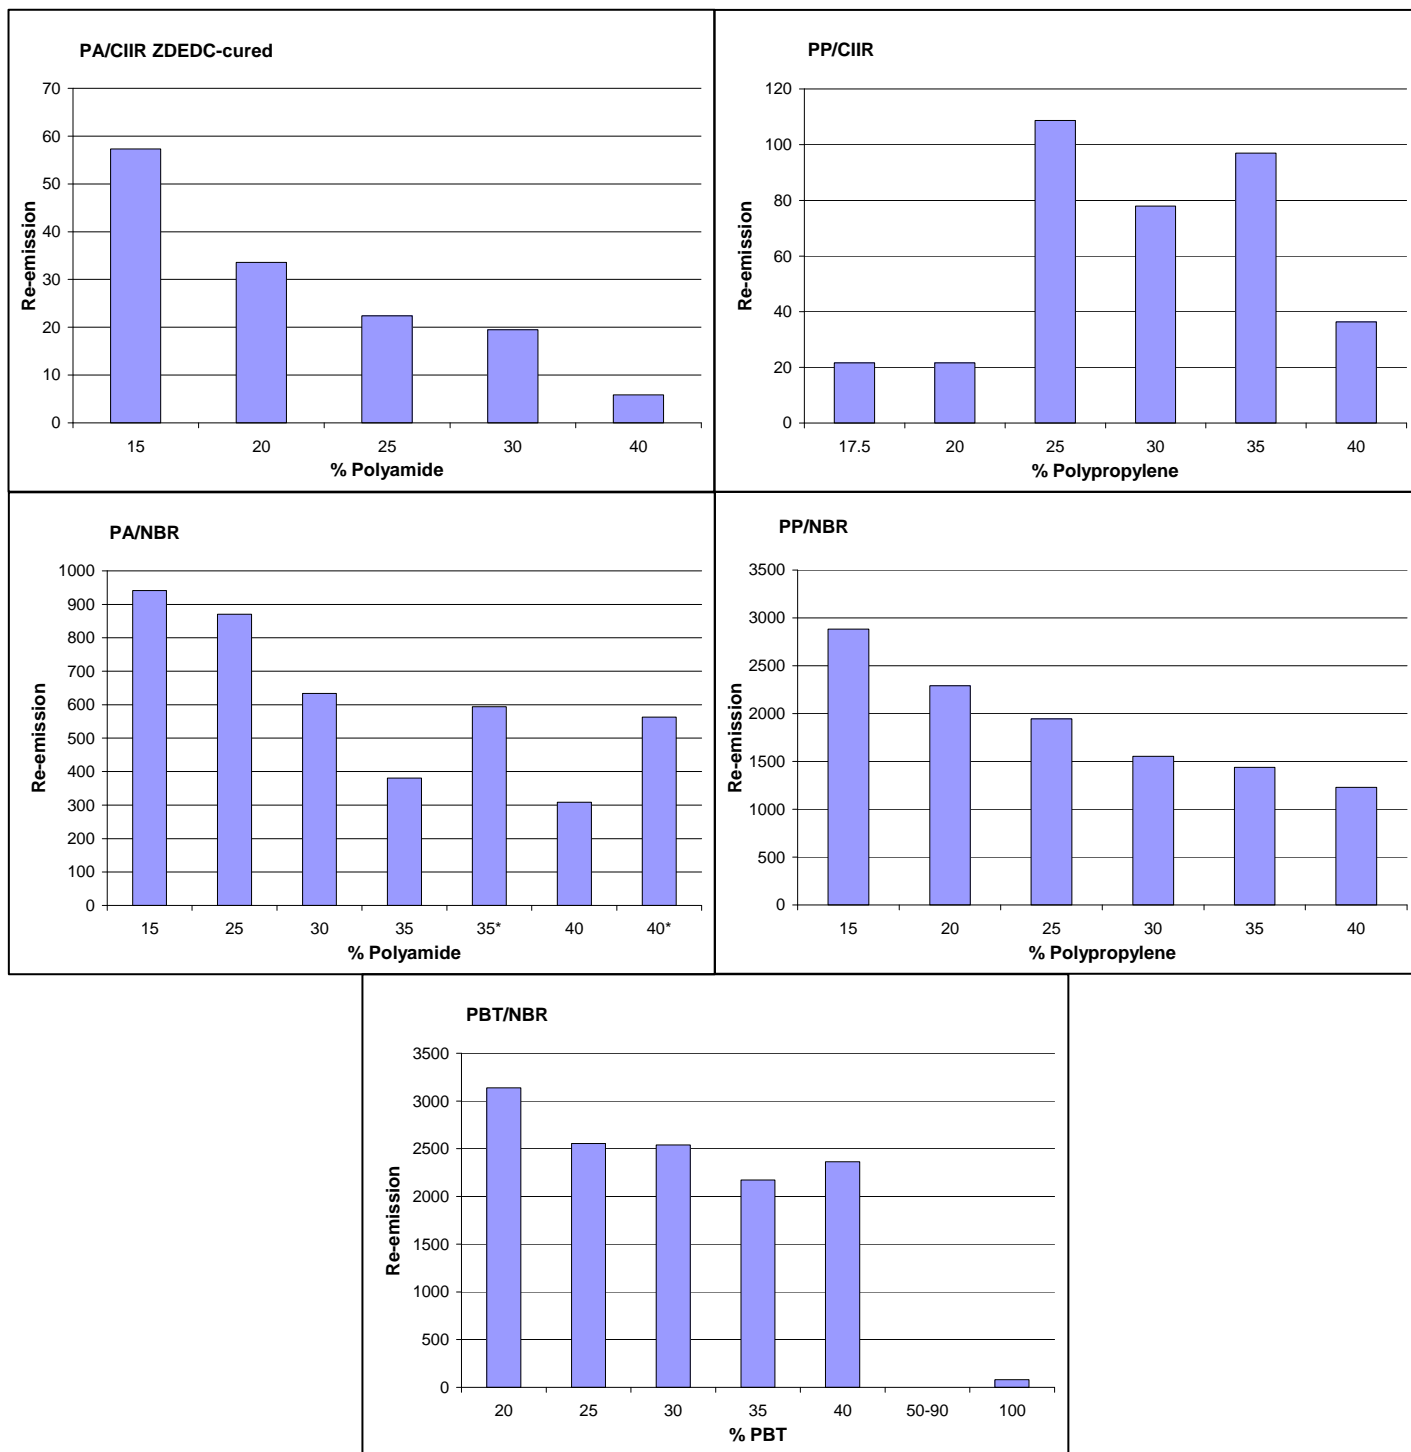 PA/CIIR ZDEDC-cured
70
60
50
40
30
20
10
0
Re-emission
15 20 25 30 40
% Polyamide
PP/CIIR
120
100
80
60
40
20
0
Re-emission
17.5 20 25 30 35 40
% Polypropylene
PA/NBR
1000
900
800
700
600
500
400
300
200
100
0
Re-emission
15 25 30 35 35* 40 40*
% Polyamide
PP/NBR
3500
3000
2500
2000
1500
1000
500
0
Re-emission
15 20 25 30 35 40
% Polypropylene
PBT/NBR
3500
3000
2500
2000
1500
1000
500
0
Re-emission
20 25 30 35 40 50-90 100
% PBT